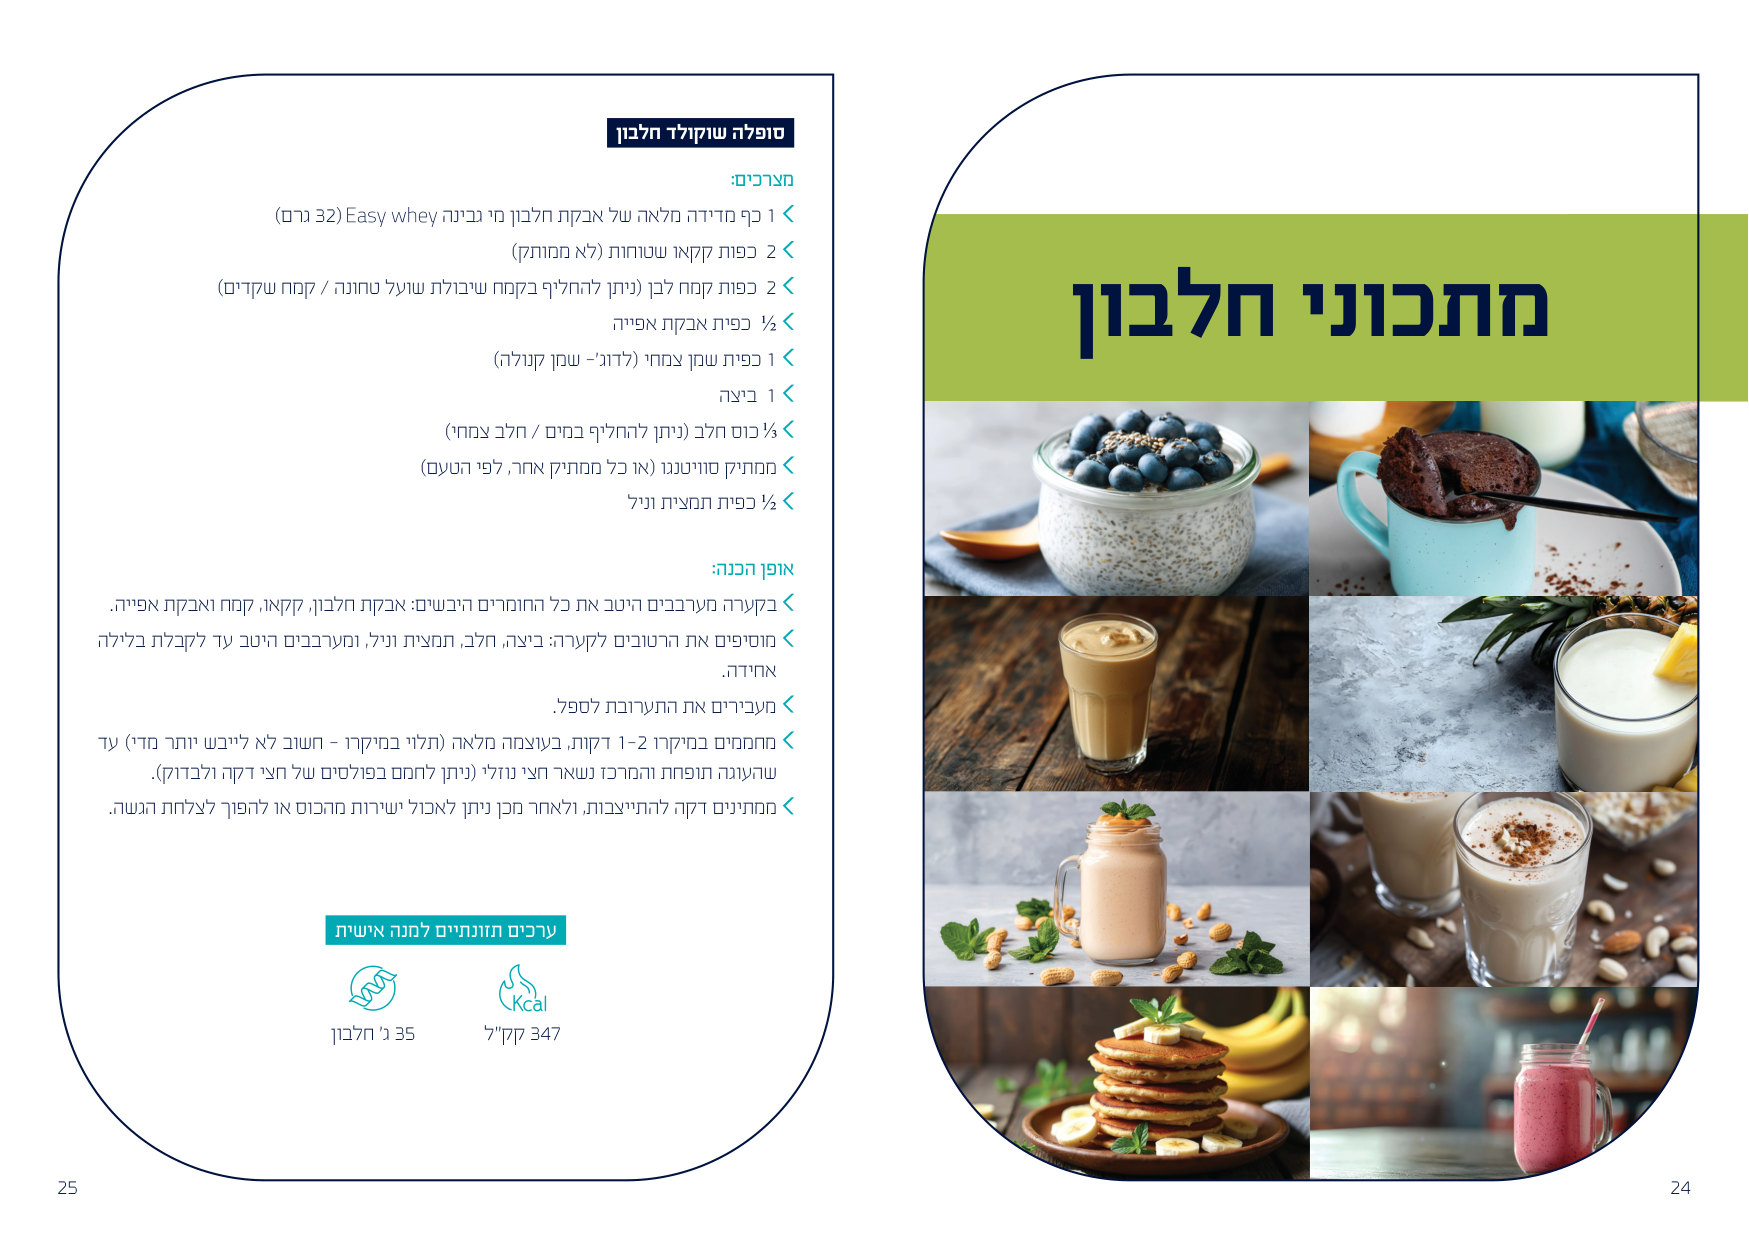 מתכוני חלבון
24
סופלה שוקולד חלבון
מצרכים:
1 כף מדידה מלאה של אבקת חלבון מי גבינה Easy whey (32 גרם)
2 כפות קקאו שטוחות (לא ממותק)
2 כפות קמח לבן (ניתן להחליף בקמח שיבולת שועל טחונה / קמח שקדים)
½ כפית אבקת אפייה
1 כפית שמן צמחי (לדוג'- שמן קנולה)
1 ביצה
⅓ כוס חלב (ניתן להחליף במים / חלב צמחי)
ממתיק סוויטנגו (או כל ממתיק אחר, לפי הטעם)
½ כפית תמצית וניל
אופן הכנה:
בקערה מערבבים היטב את כל החומרים היבשים: אבקת חלבון, קקאו, קמח ואבקת אפייה.
מוסיפים את הרטובים לקערה: ביצה, חלב, תמצית וניל, ומערבבים היטב עד לקבלת בלילה
אחידה.
מעבירים את התערובת לספל.
מחממים במיקרו 1-2 דקות, בעוצמה מלאה (תלוי במיקרו - חשוב לא לייבש יותר מדי) עד
שהעוגה תופחת והמרכז נשאר חצי נוזלי (ניתן לחמם בפולסים של חצי דקה ולבדוק).
ממתינים דקה להתייצבות, ולאחר מכן ניתן לאכול ישירות מהכוס או להפוך לצלחת הגשה.
ערכים תזונתיים למנה אישית
Kcal
347 קק"ל
35 ג' חלבון
25